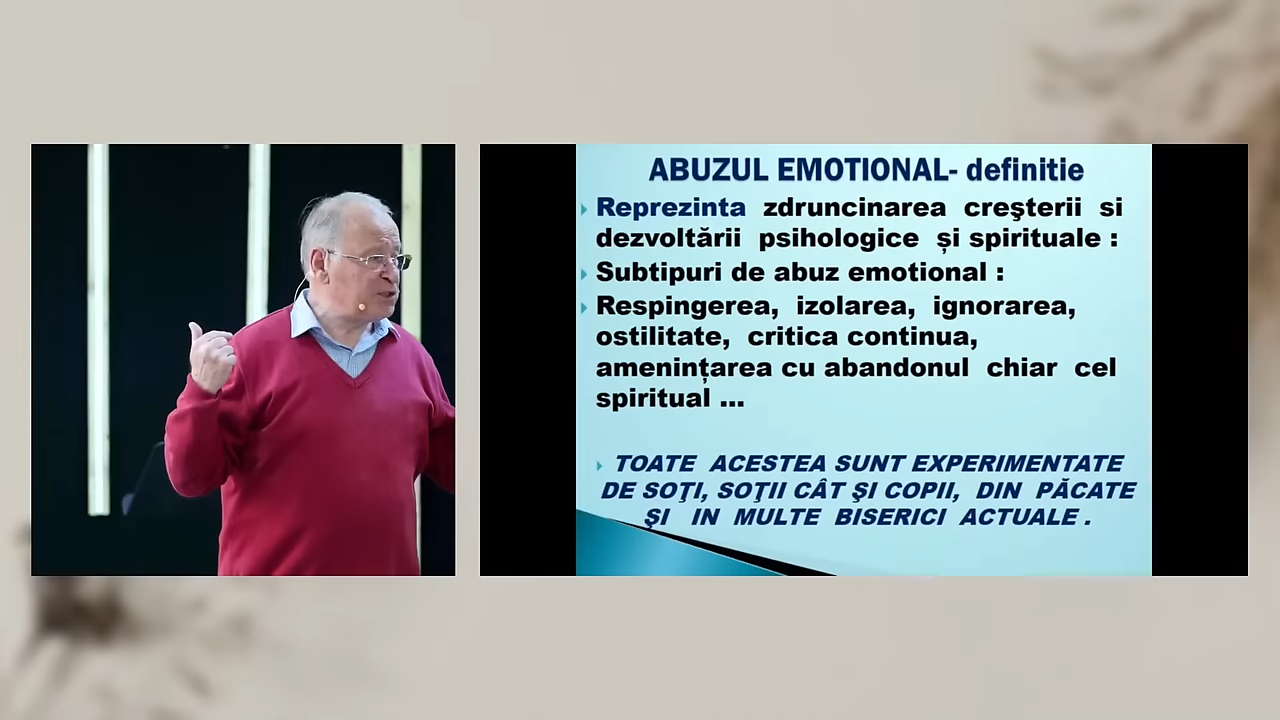 ABUZUL EMOTIONAL- definitie
Reprezinta zdruncinarea creşterii si
dezvoltării psihologice și spirituale :
Subtipuri de abuz emotional :
Respingerea, izolarea, ignorarea,
ostilitate, critica continua,
amenințarea cu abandonul chiar cel
spiritual ...
TOATE ACESTEA SUNT EXPERIMENTATE
DE SOŢI, SOŢII CÂT ŞI COPII, DIN PĂCATE
ŞI IN MULTE BISERICI ACTUALE .